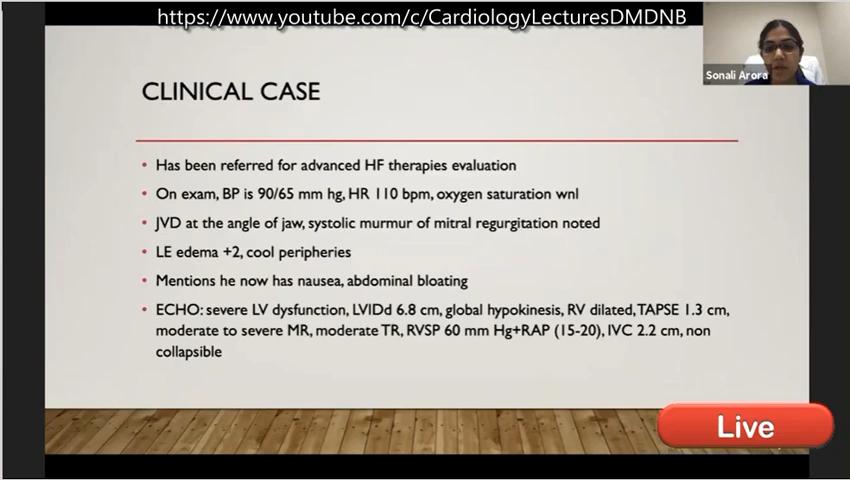 https://www.youtube.com/c/CardiologyLecturesDMDNB
Sonali Arora
CLINICAL CASE
• Has been referred for advanced HF therapies evaluation
• On exam, BP is 90/65 mm hg, HR 110 bpm, oxygen saturation wnl
• JVD at the angle of jaw, systolic murmur of mitral regurgitation noted
• LE edema +2, cool peripheries
• Mentions he now has nausea, abdominal bloating
• ECHO: severe LV dysfunction, LVIDd 6.8 cm, global hypokinesis, RV dilated, TAPSE 1.3 cm,
moderate to severe MR, moderate TR, RVSP 60 mm Hg+RAP (15-20), IVC 2.2 cm, non
collapsible
Live